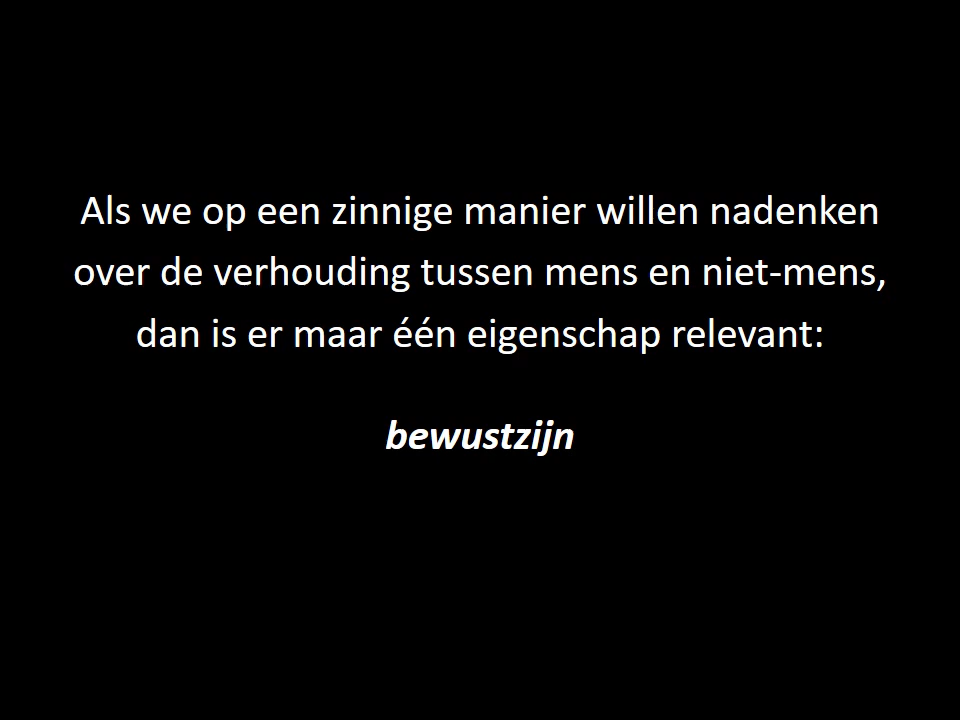 Als we op een zinnige manier willen nadenken
over de verhouding tussen mens en niet-mens,
dan is er maar één eigenschap relevant:
bewustzijn